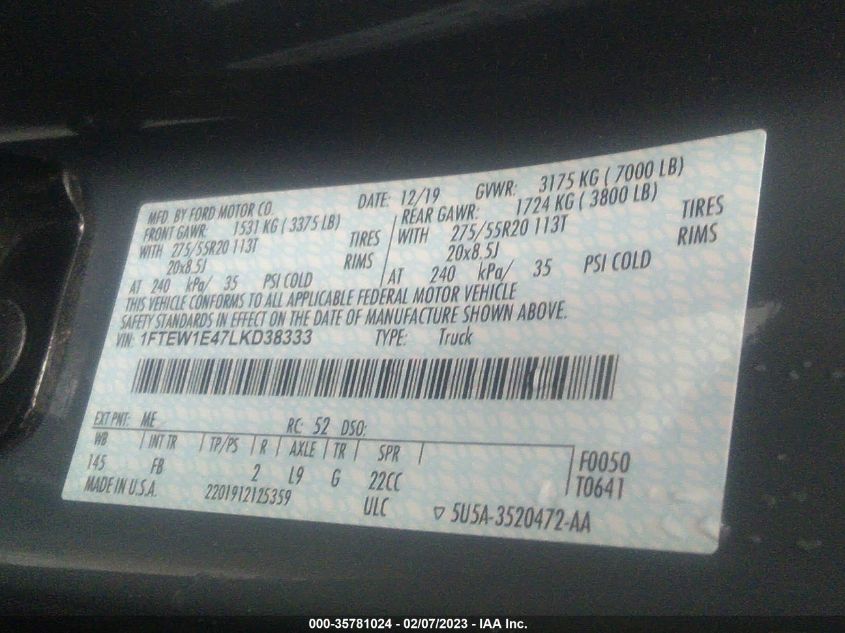 MFD. BY FORD MOTOR CO. DATE: 12/19 GVWR: 3175 KG ( 7000 LB)
FRONT GAWR: 1531 KG ( 3375 LB) REAR GAWR: 1724 KG ( 3800 LB)
WITH 275/55R20 113T TIRES WITH 275/55R20 113T TIRES
20x8.5J RIMS 20x8.5J RIMS
AT 240 kPa/ 35 PSI COLD AT 240 kPa/ 35 PSI COLD
THIS VEHICLE CONFORMS TO ALL APPLICABLE FEDERAL MOTOR VEHICLE
SAFETY STANDARDS IN EFFECT ON THE DATE OF MANUFACTURE SHOWN ABOVE.
VIN: 1FTEW1E47LKD38333 TYPE: Truck
EXT PNT: ME RC: 52 DSO:
WB INT TR TP/PS R AXLE TR SPR F0050
145 FB 2 L9 G 22CC T0641
MADE IN U.S.A. 2201912125359 ULC ▽ 5U5A-3520472-AA
000-35781024 - 02/07/2023 - IAA Inc.